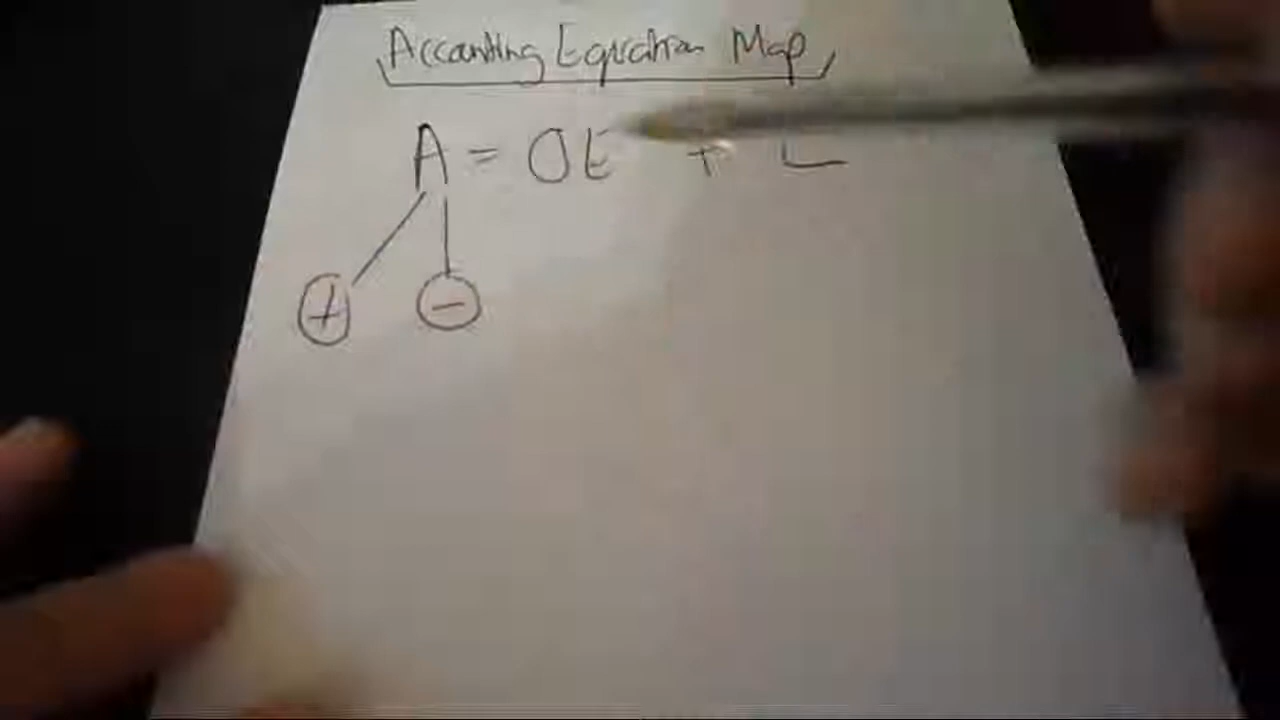 Accounting Equation Map
A = OE + L
+ -